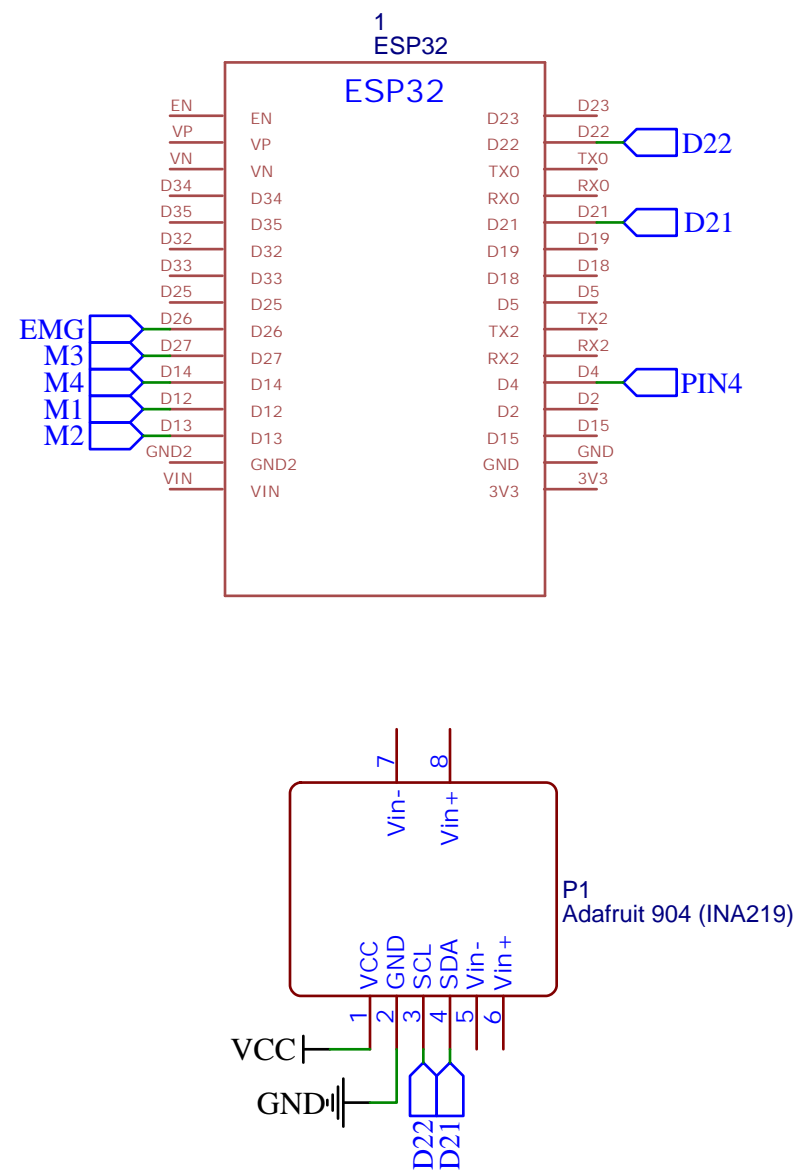 1
ESP32
ESP32
EN EN D23 D23
VP VP D22 D22 D22
VN VN TX0 TX0
D34 D34 RX0 RX0
D35 D35 D21 D21 D21
D32 D32 D19 D19
D33 D33 D18 D18
D25 D25 D5 D5
EMG D26 D26 TX2 TX2
M3 D27 D27 RX2 RX2
M4 D14 D14 D4 D4 PIN4
M1 D12 D12 D2 D2
M2 D13 D13 D15 D15
GND2 GND2 GND GND
VIN VIN 3V3 3V3
7 8
Vin- Vin+
P1
Adafruit 904 (INA219)
VCC GND SCL SDA Vin- Vin+
1 2 3 4 5 6
VCC
GND
D22 D21